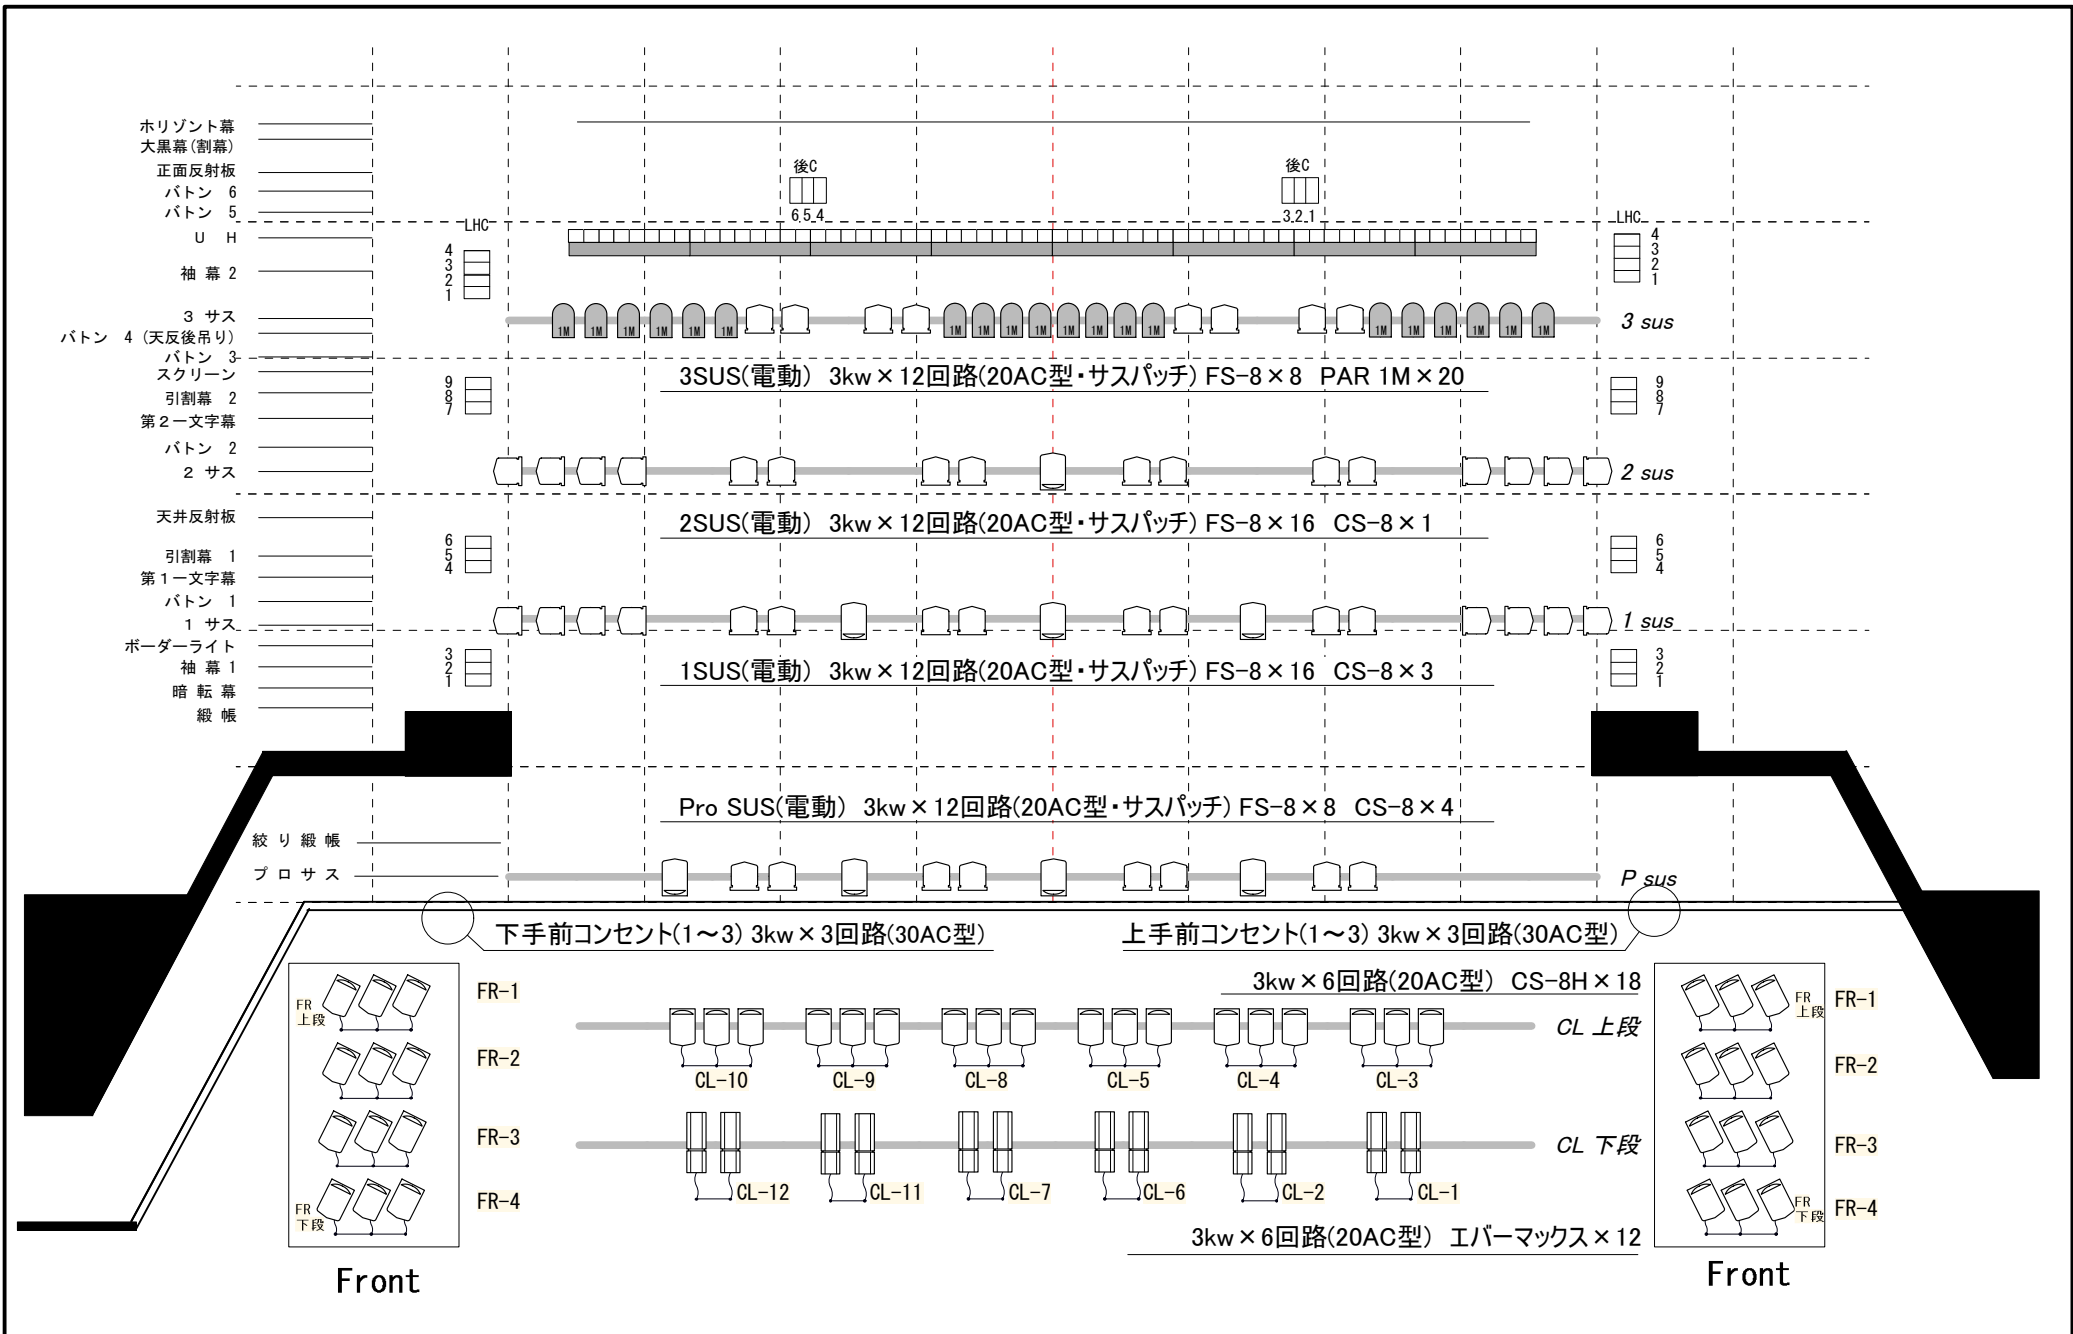 ホリゾント幕
大黒幕(割幕)
正面反射板
バトン 6
バトン 5
U H
袖 幕 2
3 サス
バトン 4 (天反後吊り)
バトン 3
スクリーン
引割幕 2
第2一文字幕
バトン 2
2 サス
天井反射板
引割幕 1
第1一文字幕
バトン 1
1 サス
ボーダーライト
袖 幕 1
暗 転 幕
緞 帳
絞 り 緞 帳
プ ロ サ ス
後C
6 5 4
後C
3 2 1
LHC
4
3
2
1
LHC
4
3
2
1
1M 1M 1M 1M 1M 1M 1M 1M 1M 1M 1M 1M 1M 1M 1M 1M 1M 1M 1M 1M
3 sus
3SUS(電動) 3kw×12回路(20AC型・サスパッチ) FS-8×8 PAR 1M×20
9
8
7
9
8
7
2 sus
2SUS(電動) 3kw×12回路(20AC型・サスパッチ) FS-8×16 CS-8×1
6
5
4
6
5
4
1 sus
1SUS(電動) 3kw×12回路(20AC型・サスパッチ) FS-8×16 CS-8×3
3
2
1
3
2
1
Pro SUS(電動) 3kw×12回路(20AC型・サスパッチ) FS-8×8 CS-8×4
P sus
下手前コンセント(1～3) 3kw×3回路(30AC型)
上手前コンセント(1～3) 3kw×3回路(30AC型)
3kw×6回路(20AC型) CS-8H×18
CL 上段
CL-10 CL-9 CL-8 CL-5 CL-4 CL-3
CL 下段
CL-12 CL-11 CL-7 CL-6 CL-2 CL-1
3kw×6回路(20AC型) エバーマックス×12
FR
上段
FR-1
FR-2
FR-3
FR
下段
FR-4
Front
FR
上段
FR-1
FR-2
FR-3
FR
下段
FR-4
Front